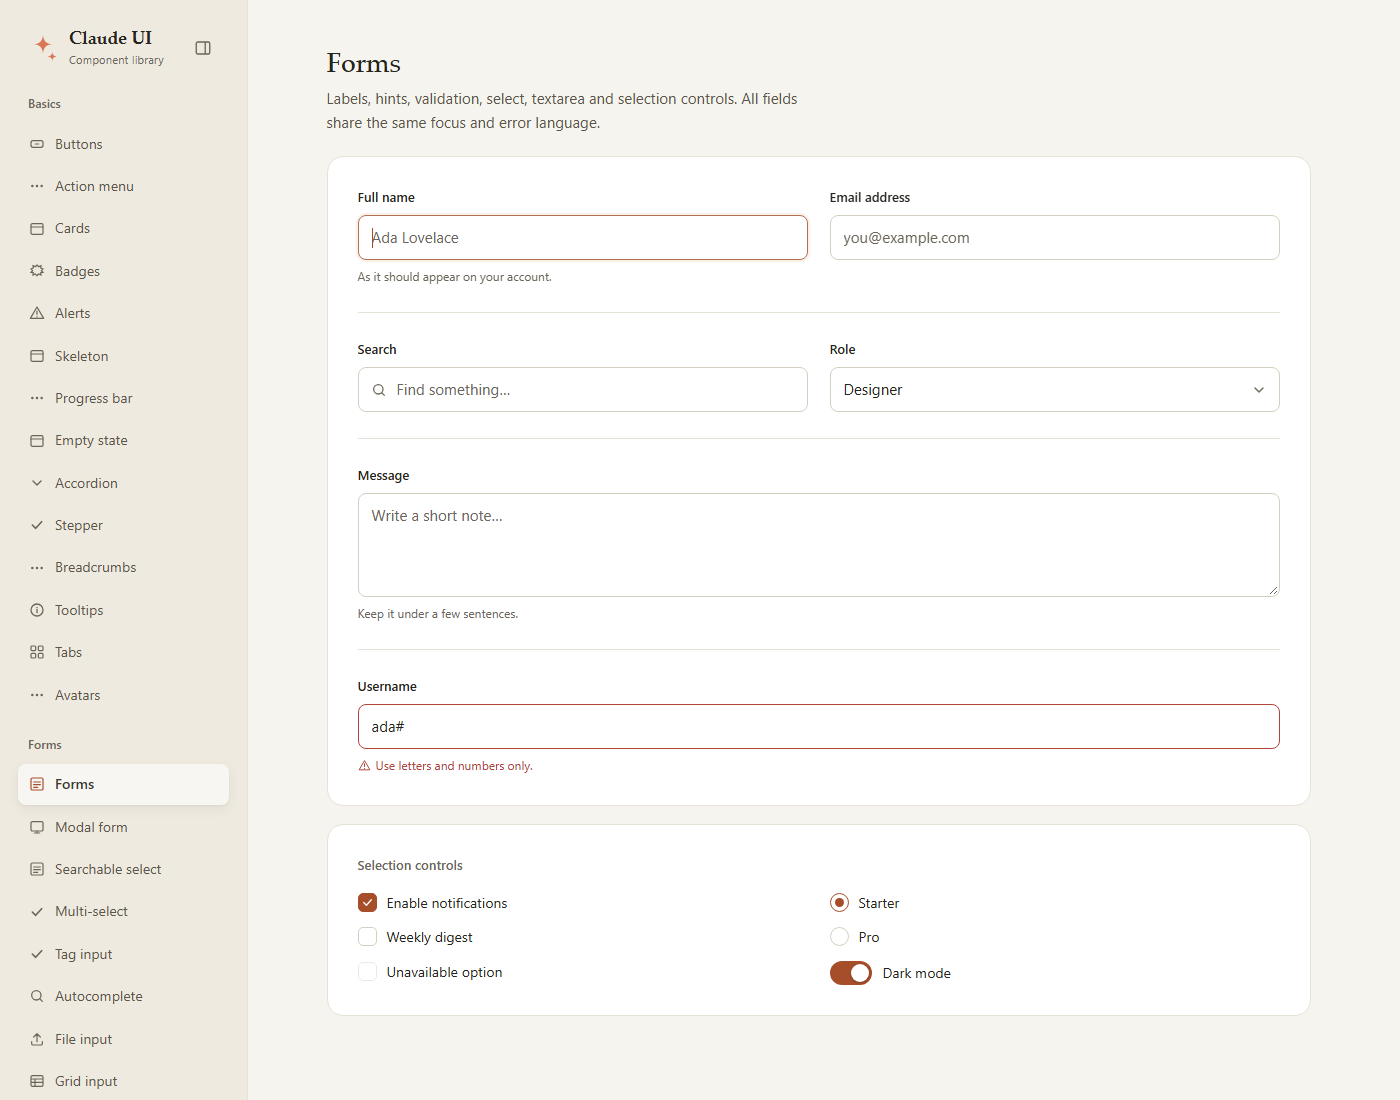 Claude UI
Component library
Basics
Buttons
Action menu
Cards
Badges
Alerts
Skeleton
Progress bar
Empty state
Accordion
Stepper
Breadcrumbs
Tooltips
Tabs
Avatars
Forms
Forms
Modal form
Searchable select
Multi-select
Tag input
Autocomplete
File input
Grid input
Forms
Labels, hints, validation, select, textarea and selection controls. All fields
share the same focus and error language.
Full name
Ada Lovelace
As it should appear on your account.
Email address
you@example.com
Search
Find something...
Role
Designer
Message
Write a short note...
Keep it under a few sentences.
Username
ada#
Use letters and numbers only.
Selection controls
Enable notifications
Weekly digest
Unavailable option
Starter
Pro
Dark mode